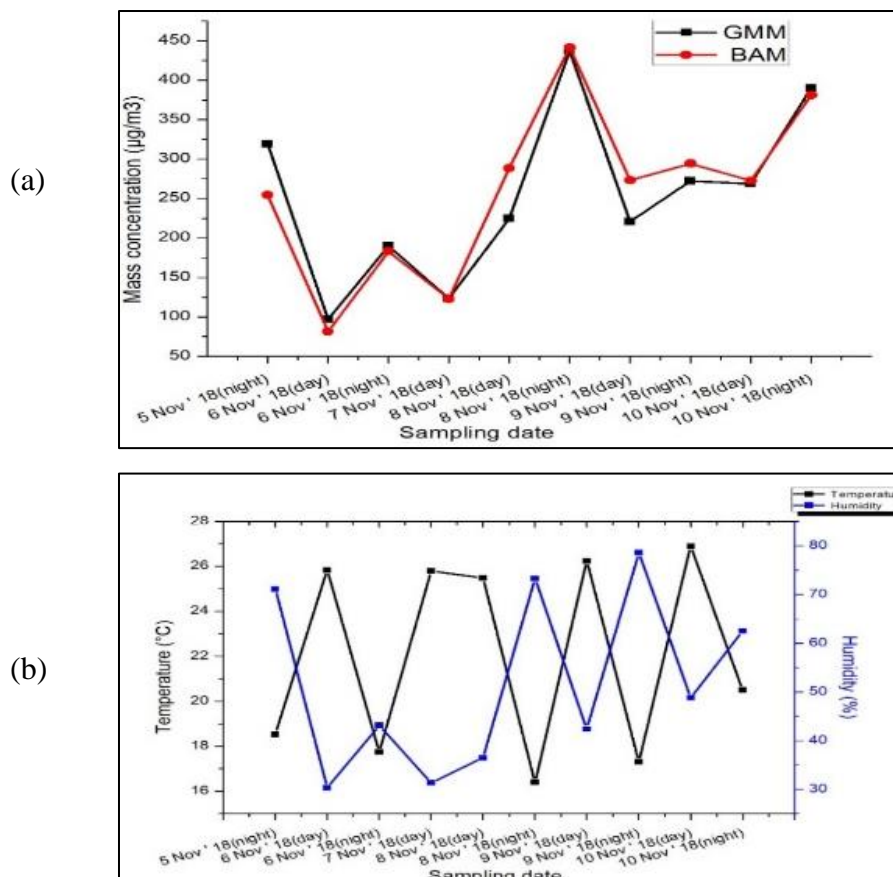 (a)
GMM
BAM
Mass concentration (µg/m3)
450
400
350
300
250
200
150
100
50
5 Nov ' 18(night)
6 Nov ' 18(day)
6 Nov ' 18(night)
7 Nov ' 18(day)
8 Nov ' 18(day)
8 Nov ' 18(night)
9 Nov ' 18(day)
9 Nov ' 18(night)
10 Nov ' 18(day)
10 Nov ' 18(night)
Sampling date
(b)
Temperatu
Humidity
Temperature (°C)
28
26
24
22
20
18
16
80
70
60
50
40
30
Humidity (%)
5 Nov ' 18(night)
6 Nov ' 18(day)
6 Nov ' 18(night)
7 Nov ' 18(day)
8 Nov ' 18(day)
8 Nov ' 18(night)
9 Nov ' 18(day)
9 Nov ' 18(night)
10 Nov ' 18(day)
10 Nov ' 18(night)
Sampling date